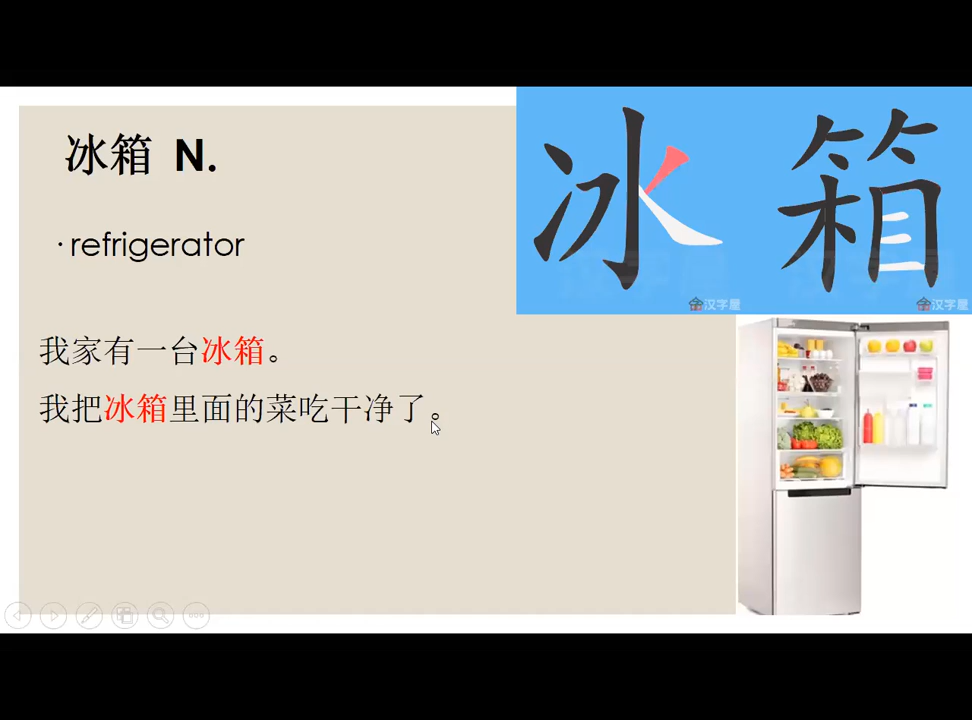 冰箱 N.
冰箱
· refrigerator
汉字屋 汉字屋
我家有一台冰箱。
我把冰箱里面的菜吃干净了。